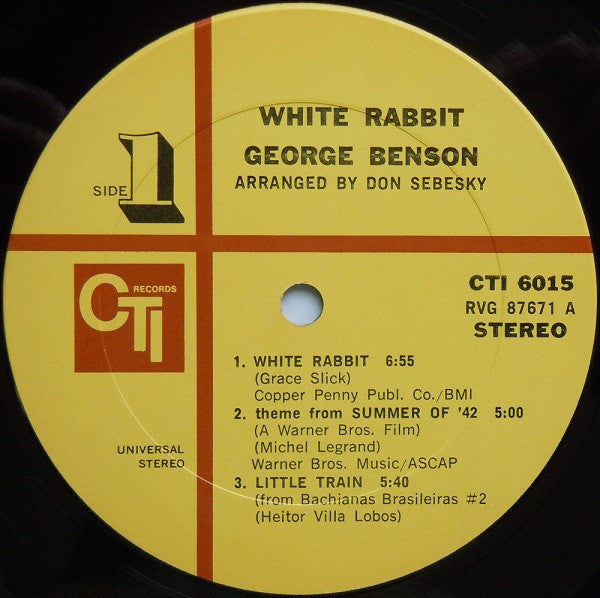 WHITE RABBIT
GEORGE BENSON
ARRANGED BY DON SEBESKY
SIDE 1
CTI RECORDS
CTI 6015
RVG 87671 A
STEREO
1. WHITE RABBIT 6:55
(Grace Slick)
Copper Penny Publ. Co./BMI
2. theme from SUMMER OF '42 5:00
(A Warner Bros. Film)
(Michel Legrand)
Warner Bros. Music/ASCAP
3. LITTLE TRAIN 5:40
(from Bachianas Brasileiras #2
(Heitor Villa Lobos)
UNIVERSAL
STEREO